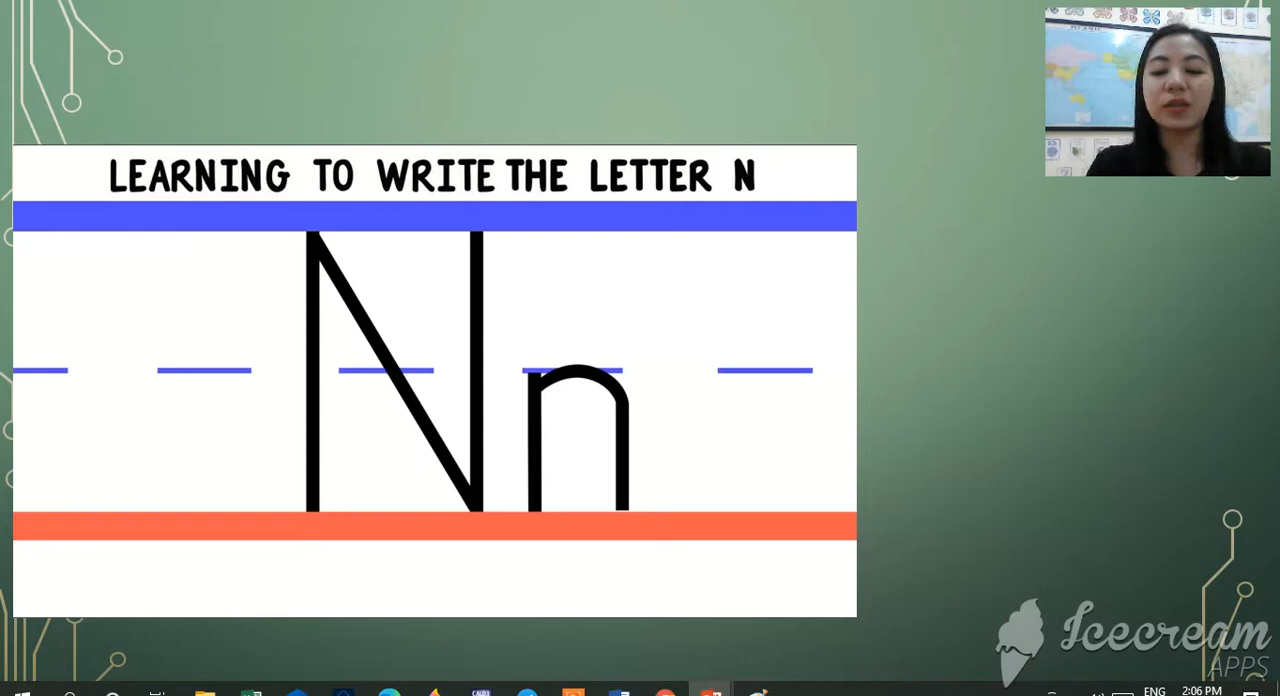 LEARNING TO WRITE THE LETTER N
Nn
Icecream
APPS
ENG 2:06 PM